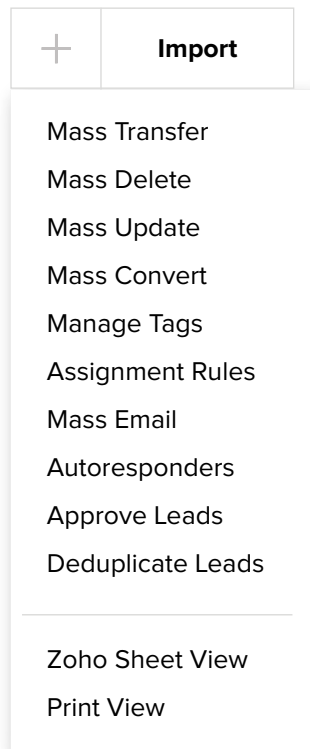 Import
Mass Transfer
Mass Delete
Mass Update
Mass Convert
Manage Tags
Assignment Rules
Mass Email
Autoresponders
Approve Leads
Deduplicate Leads
Zoho Sheet View
Print View